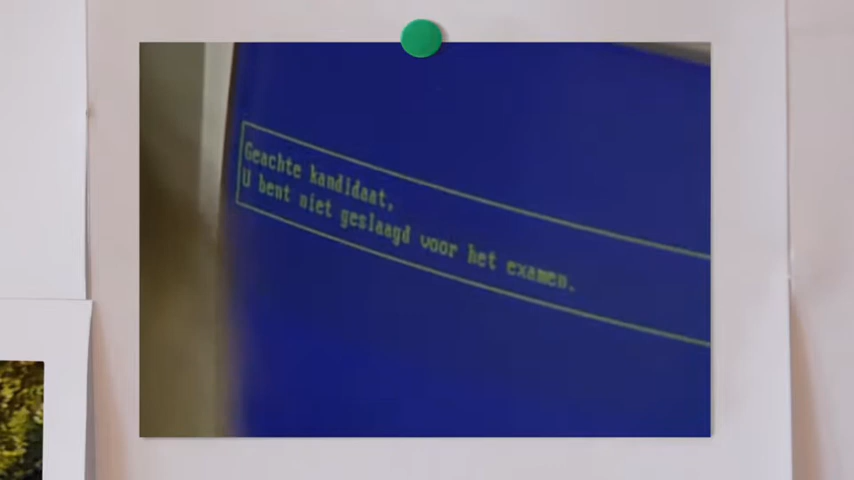 Geachte kandidaat,
U bent niet geslaagd voor het examen.